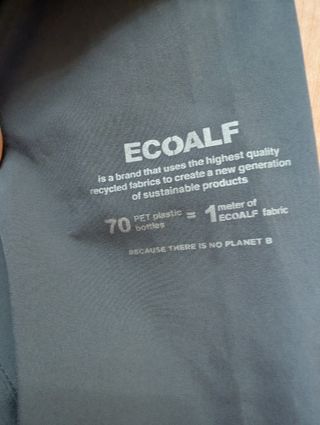 ECOALF
is a brand that uses the highest quality
recycled fabrics to create a new generation
of sustainable products
70 PET plastic bottles = 1 meter of ECOALF fabric
BECAUSE THERE IS NO PLANET B